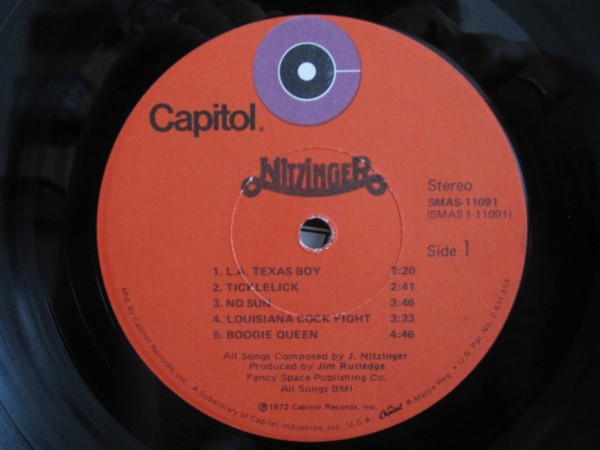 Capitol®
NITZINGER
Stereo
SMAS-11091
(SMAS 1-11091)
Side 1
1. L.A. TEXAS BOY 2:20
2. TICKLELICK 2:41
3. NO SUN 3:46
4. LOUISIANA COCK FIGHT 3:33
5. BOOGIE QUEEN 4:46
All Songs Composed by J. Nitzinger
Produced by Jim Rutledge
Fancy Space Publishing Co.
All Songs BMI
℗1972 Capitol Records, Inc.
Mfd. by Capitol Records, Inc., A Subsidiary of Capitol Industries, Inc., U.S.A. Capitol ® Marca Reg. • U.S. Pat. No. 2,631,859